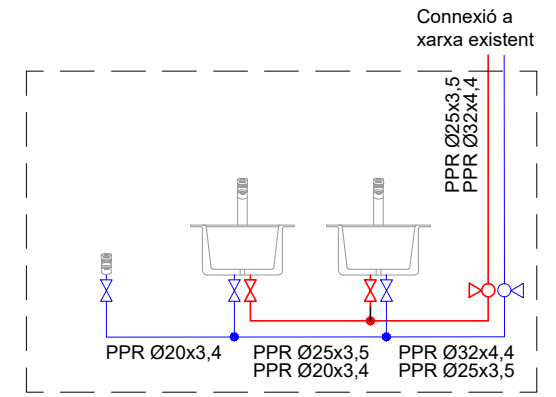 Connexió a
xarxa existent
PPR Ø25x3,5
PPR Ø32x4,4
PPR Ø20x3,4
PPR Ø25x3,5
PPR Ø20x3,4
PPR Ø32x4,4
PPR Ø25x3,5